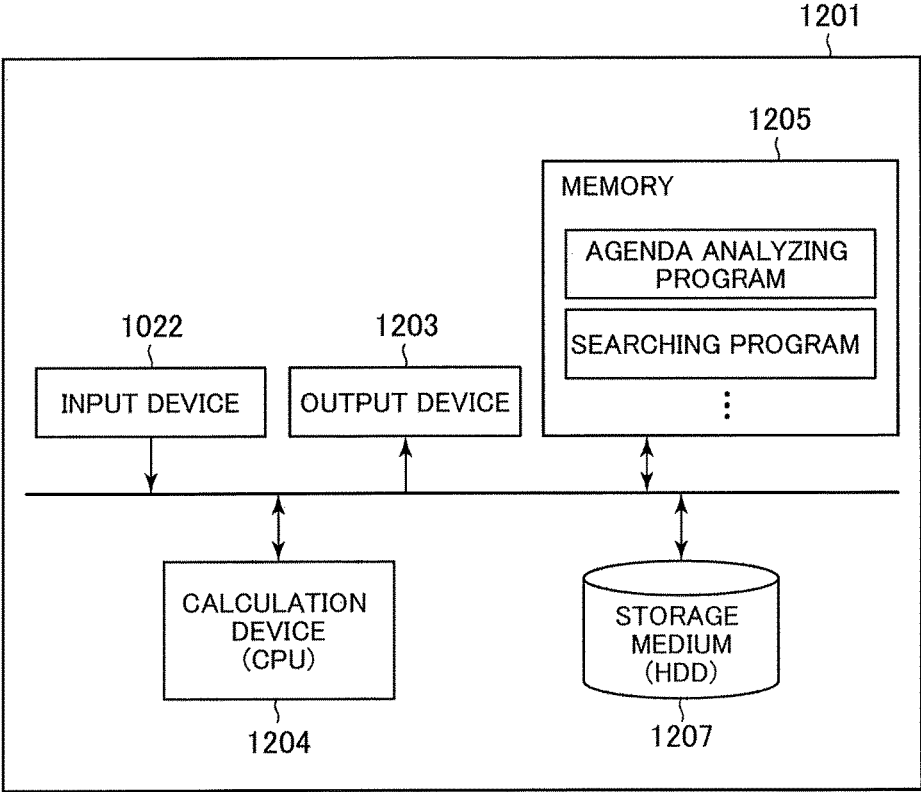 1201
1205
MEMORY
AGENDA ANALYZING
PROGRAM
SEARCHING PROGRAM
1022
INPUT DEVICE
1203
OUTPUT DEVICE
CALCULATION
DEVICE
(CPU)
1204
STORAGE
MEDIUM
(HDD)
1207